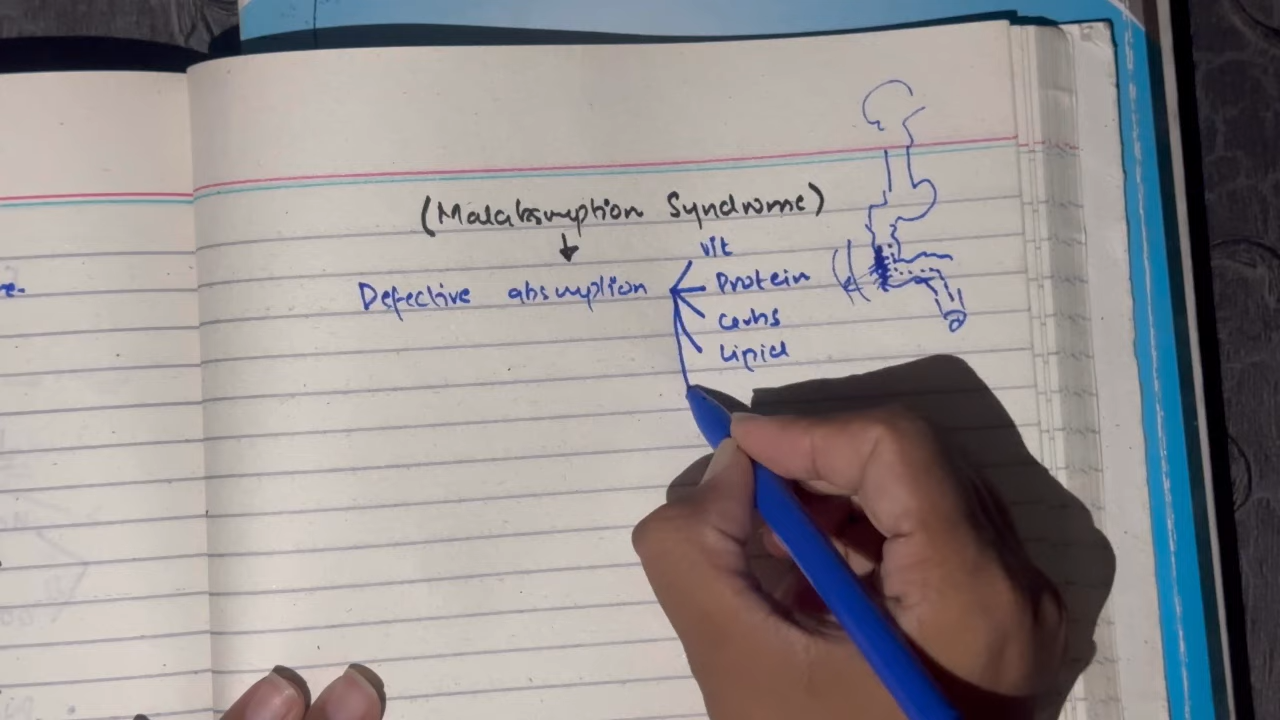 (Malabsorption Syndrome)
vit
Defective absorption
Protein
carbs
Lipid